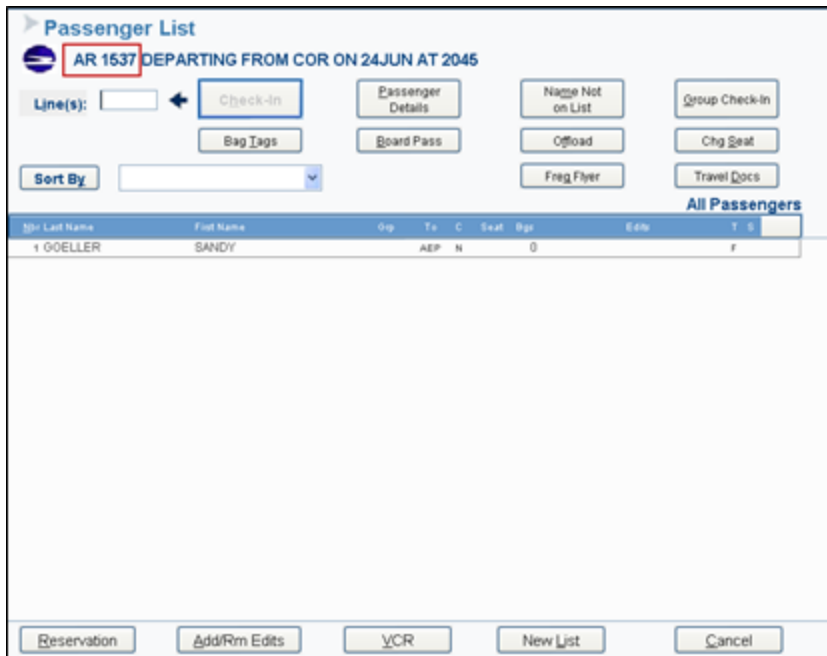 Passenger List
AR 1537 DEPARTING FROM COR ON 24JUN AT 2045
Line(s): Check-In Passenger Details Name Not on List Group Check-In
Bag Tags Board Pass Offload Chg Seat
Sort By Freq Flyer Travel Docs
All Passengers
Nbr Last Name First Name Grp To C Seat Bgs Edits T S
1 GOELLER SANDY AEP N 0 F
Reservation Add/Rm Edits VCR New List Cancel